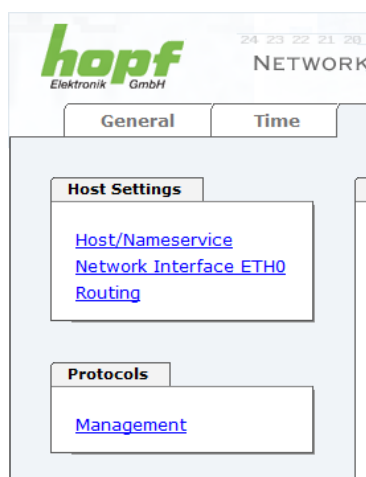 hopf
Elektronik GmbH
24 23 22 21 20
NETWORK
General
Time
Host Settings
Host/Nameservice
Network Interface ETH0
Routing
Protocols
Management